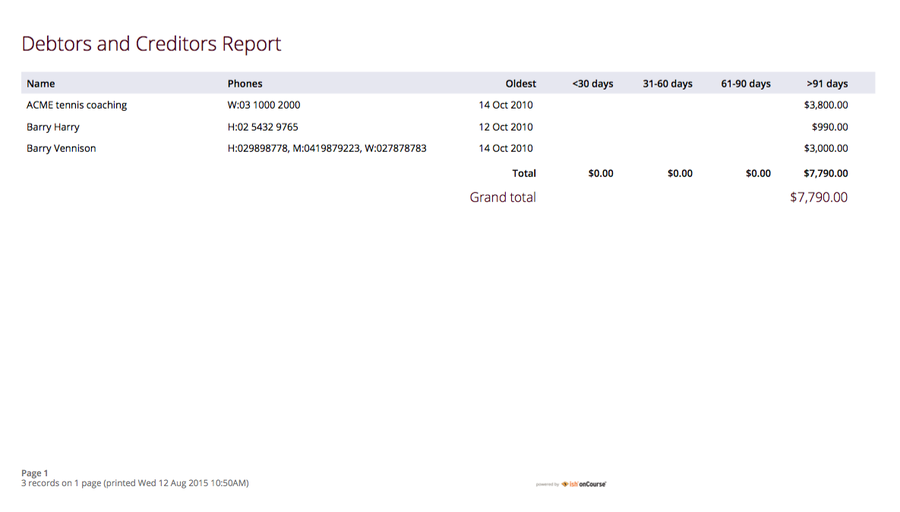 Debtors and Creditors Report
Name Phones Oldest <30 days 31-60 days 61-90 days >91 days
ACME tennis coaching W:03 1000 2000 14 Oct 2010 $3,800.00
Barry Harry H:02 5432 9765 12 Oct 2010 $990.00
Barry Vennison H:029898778, M:0419879223, W:027878783 14 Oct 2010 $3,000.00
Total $0.00 $0.00 $0.00 $7,790.00
Grand total $7,790.00
Page 1
3 records on 1 page (printed Wed 12 Aug 2015 10:50AM)
powered by ish onCourse